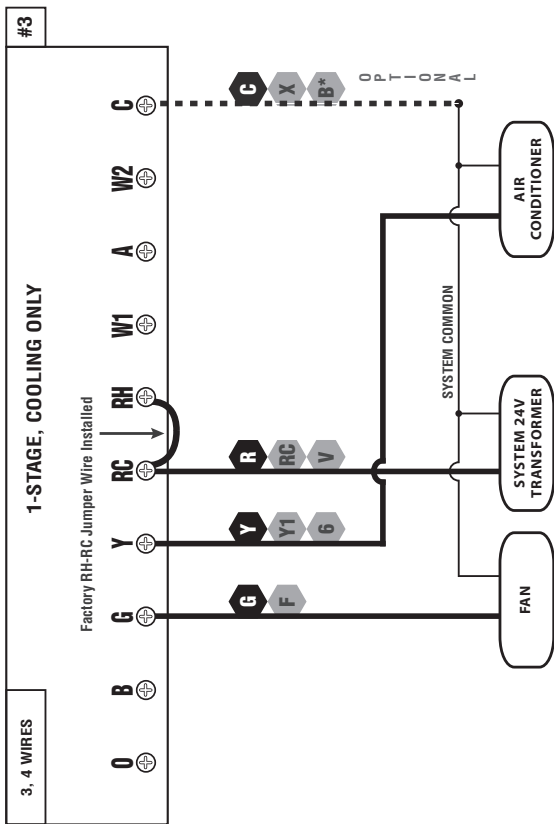 3, 4 WIRES
#3
1-STAGE, COOLING ONLY
Factory RH-RC Jumper Wire Installed
O B G Y RC RH W1 A W2 C
G Y R C
F Y1 RC X
6 V B*
OPTIONAL
SYSTEM COMMON
FAN
SYSTEM 24V
TRANSFORMER
AIR
CONDITIONER